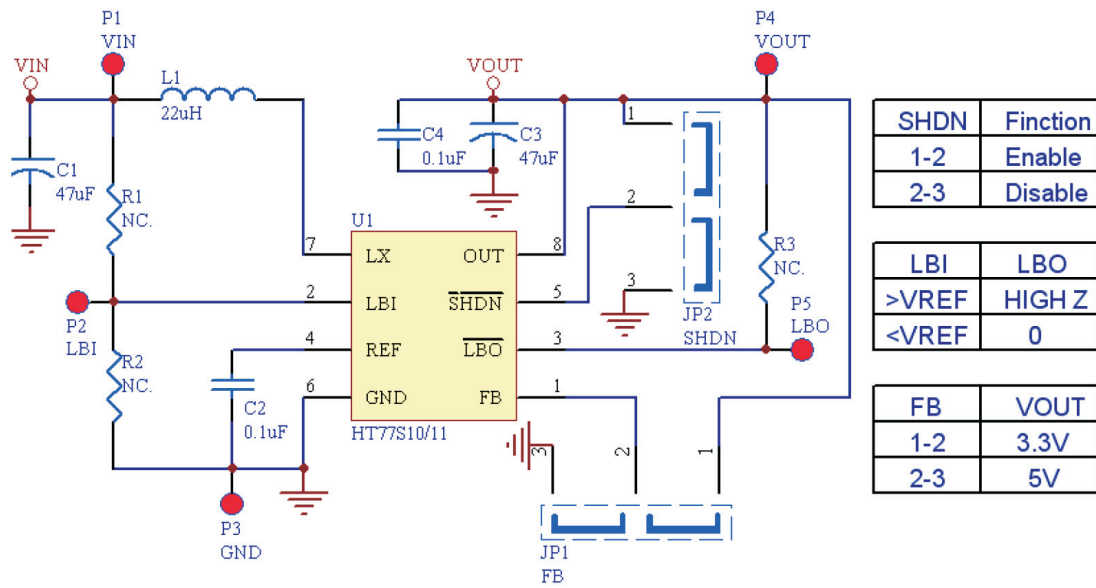 P1
VIN
VIN
L1
22uH
C1
47uF
R1
NC.
P2
LBI
R2
NC.
C2
0.1uF
P3
GND
U1
7
LX
2
LBI
4
REF
6
GND
OUT
8
SHDN
5
LBO
3
FB
1
HT77S10/11
VOUT
C4
0.1uF
C3
47uF
P4
VOUT
1
2
3
JP2
SHDN
R3
NC.
P5
LBO
3
2
1
JP1
FB
SHDN Finction
1-2 Enable
2-3 Disable
LBI LBO
>VREF HIGH Z
<VREF 0
FB VOUT
1-2 3.3V
2-3 5V